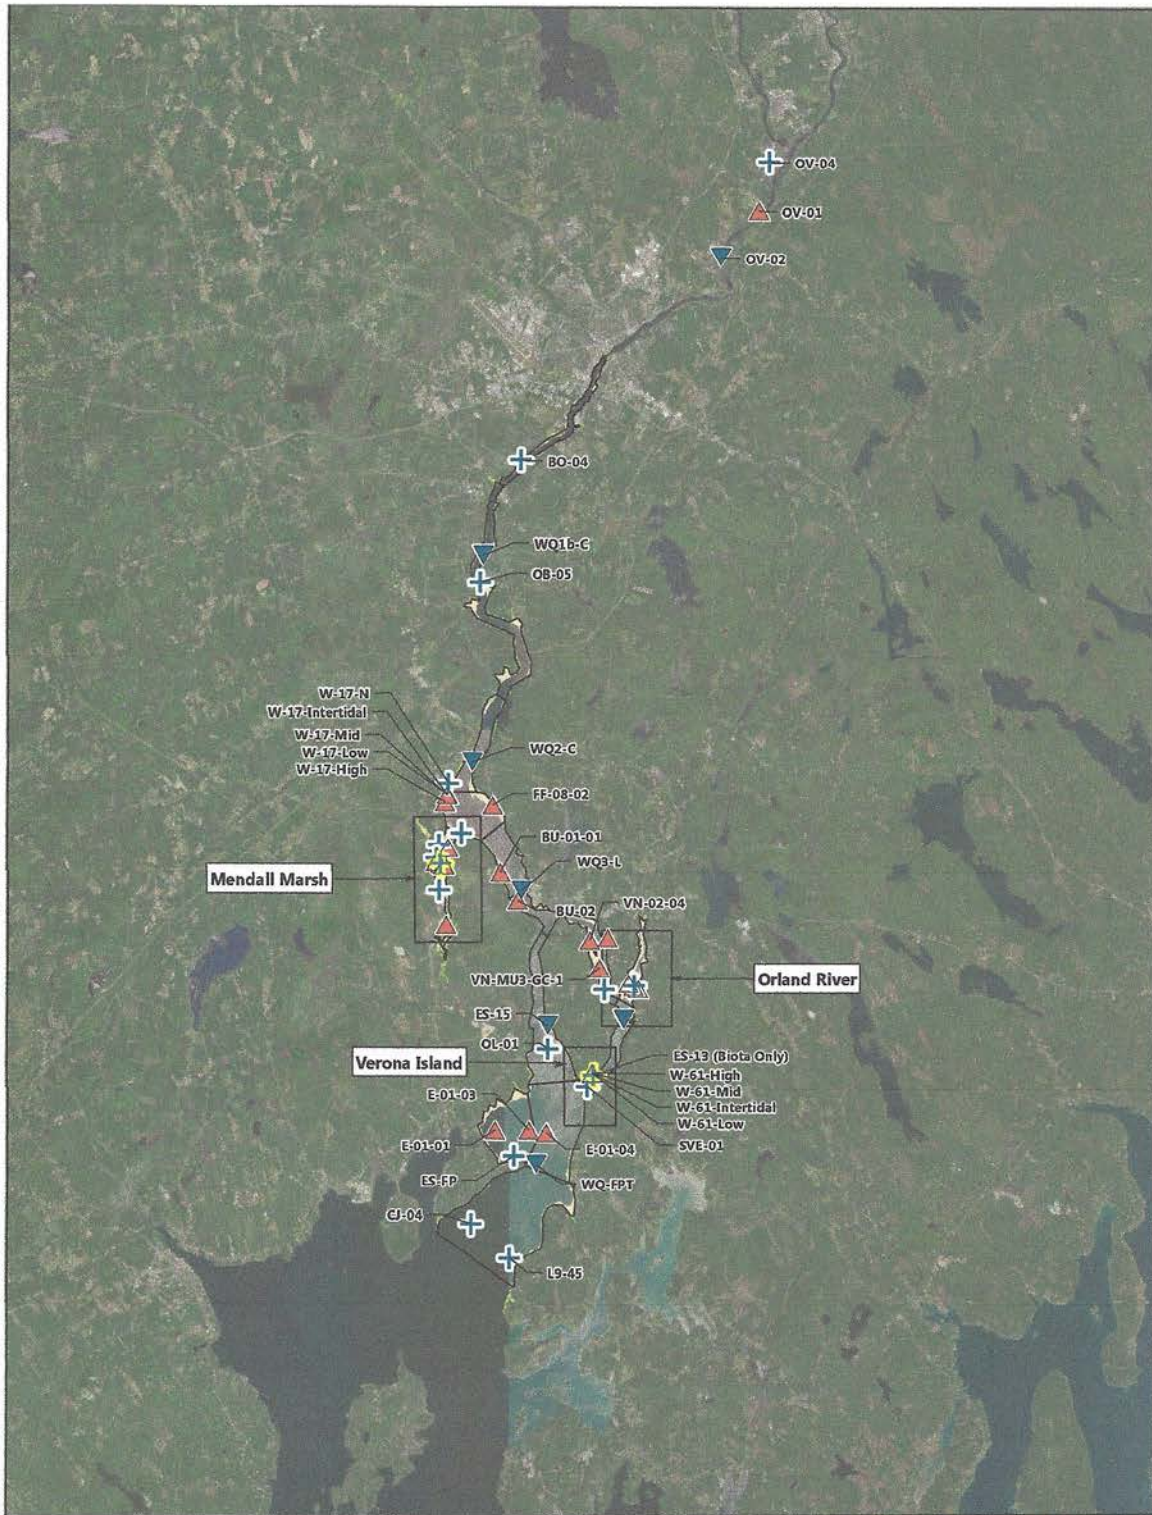 OV-04
OV-01
OV-02
BO-04
WQ1b-C
OB-05
W-17-N
W-17-Intertidal
W-17-Mid
W-17-Low
W-17-High
WQ2-C
FF-08-02
BU-01-01
WQ3-L
Mendall Marsh
BU-02
VN-02-04
VN-MU3-GC-1
Orland River
ES-15
OL-01
Verona Island
ES-13 (Biota Only)
W-61-High
W-61-Mid
W-61-Intertidal
W-61-Low
SVE-01
E-01-03
E-01-01
E-01-04
ES-FP
WQ-FPT
CJ-04
L9-45